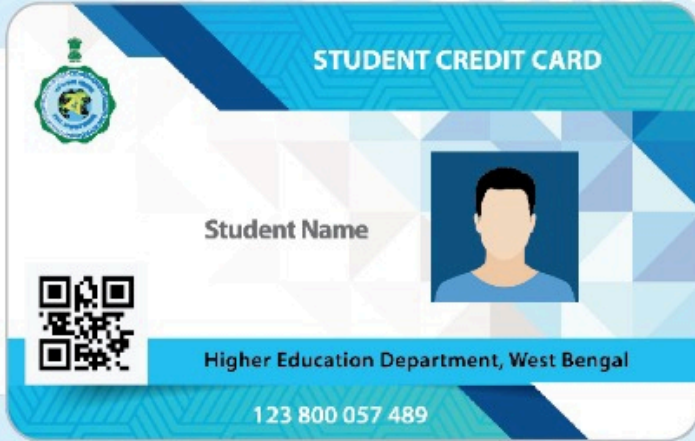 STUDENT CREDIT CARD
Student Name
Higher Education Department, West Bengal
123 800 057 489